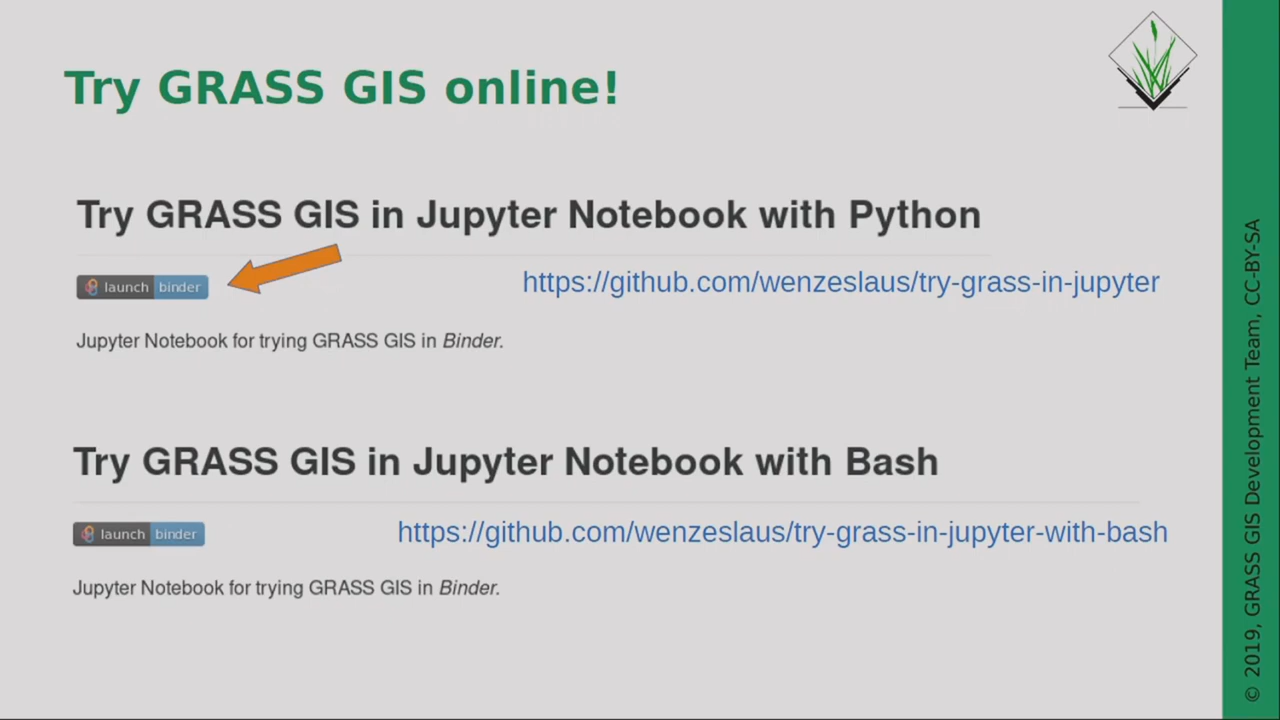 Try GRASS GIS online!
Try GRASS GIS in Jupyter Notebook with Python
launch binder
https://github.com/wenzeslaus/try-grass-in-jupyter
Jupyter Notebook for trying GRASS GIS in Binder.
Try GRASS GIS in Jupyter Notebook with Bash
launch binder
https://github.com/wenzeslaus/try-grass-in-jupyter-with-bash
Jupyter Notebook for trying GRASS GIS in Binder.
© 2019, GRASS GIS Development Team, CC-BY-SA